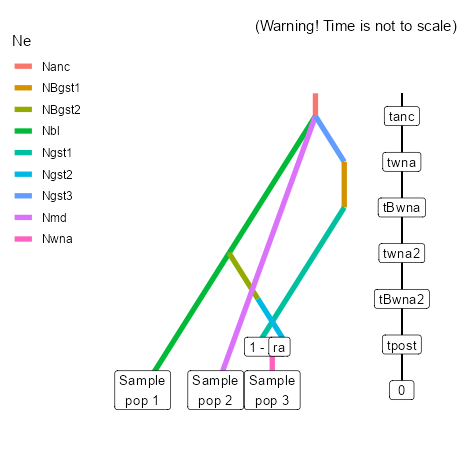 (Warning! Time is not to scale)
Ne
Nanc
NBgst1
NBgst2
Nbl
Ngst1
Ngst2
Ngst3
Nmd
Nwna
tanc
twna
tBwna
twna2
tBwna2
tpost
0
1 - ra
Sample
pop 1
Sample
pop 2
Sample
pop 3